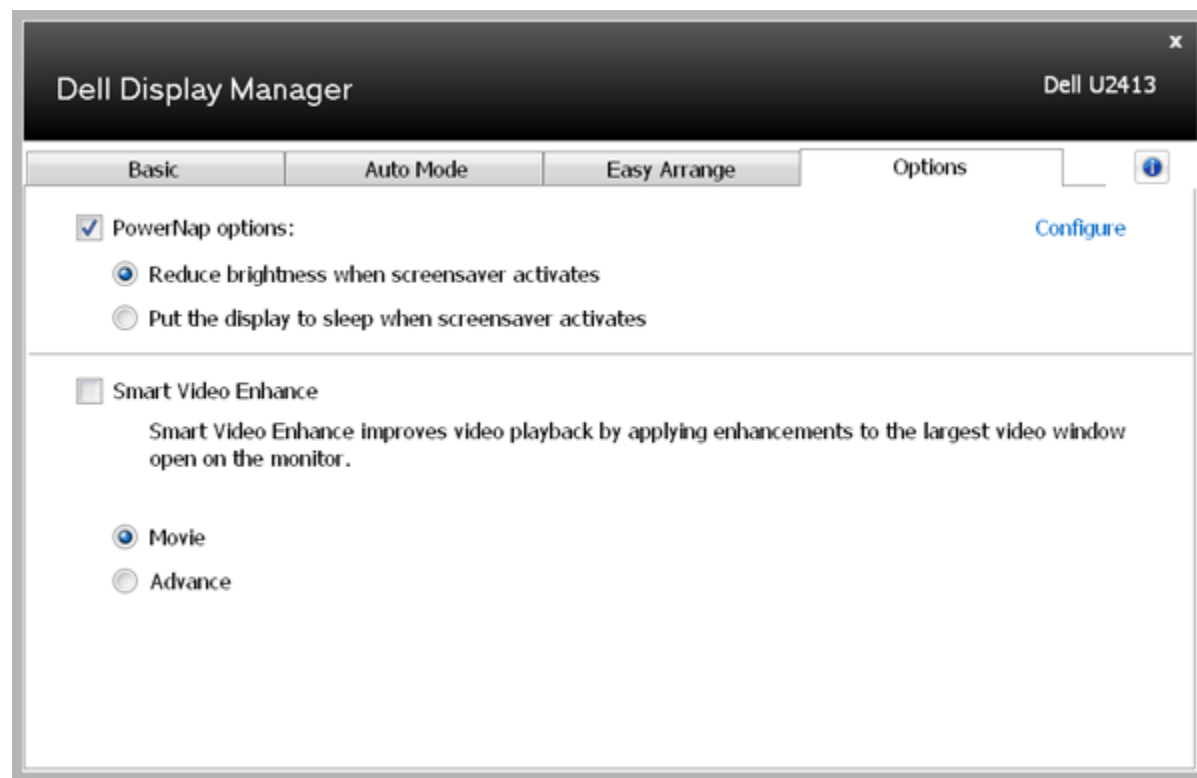 x
Dell Display Manager
Dell U2413
Basic
Auto Mode
Easy Arrange
Options
PowerNap options:
Configure
Reduce brightness when screensaver activates
Put the display to sleep when screensaver activates
Smart Video Enhance
Smart Video Enhance improves video playback by applying enhancements to the largest video window
open on the monitor.
Movie
Advance